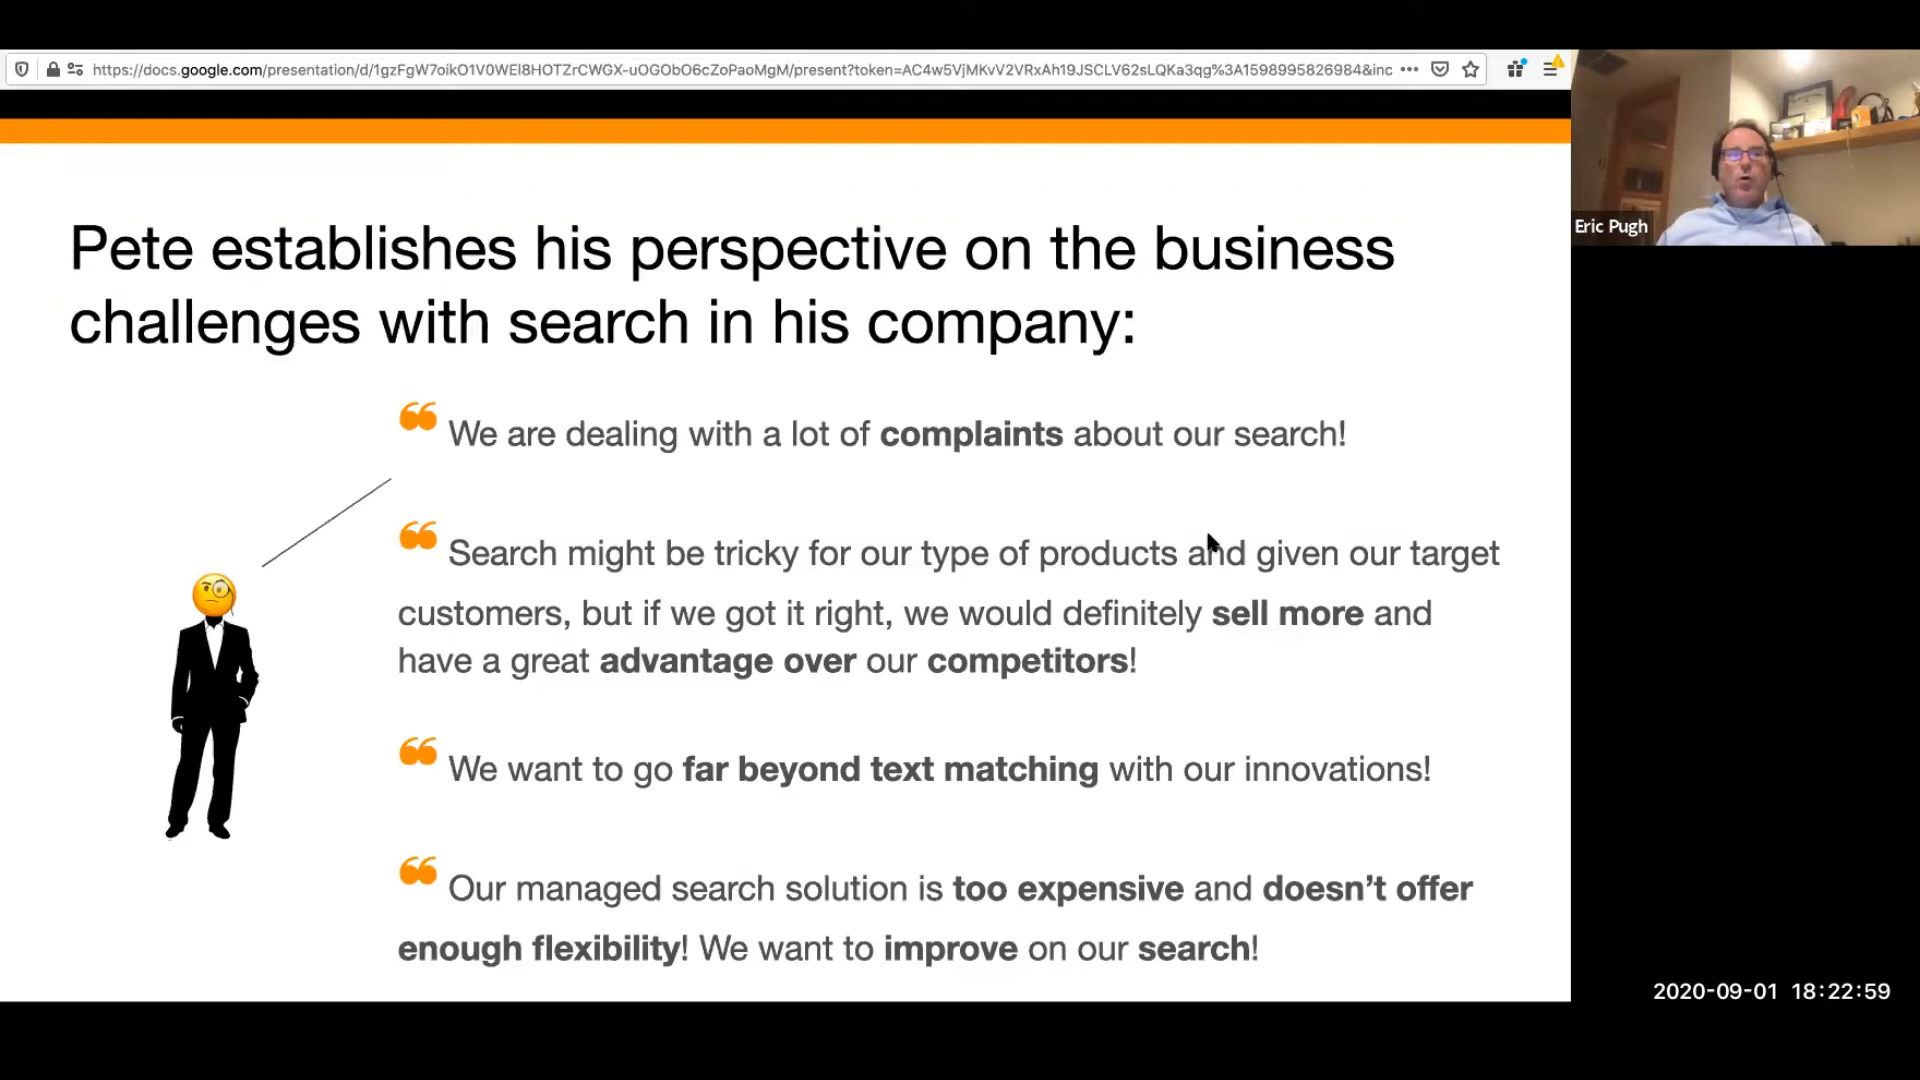 https://docs.google.com/presentation/d/1gzFgW7oikO1V0WEl8HOTZrCWGX-uOGObO6cZoPaoMgM/present?token=AC4w5VjMKvV2VRxAh19JSCLV62sLQKa3qg%3A1598995826984&inc
Eric Pugh
Pete establishes his perspective on the business
challenges with search in his company:
❝ We are dealing with a lot of complaints about our search!
❝ Search might be tricky for our type of products and given our target
customers, but if we got it right, we would definitely sell more and
have a great advantage over our competitors!
❝ We want to go far beyond text matching with our innovations!
❝ Our managed search solution is too expensive and doesn’t offer
enough flexibility! We want to improve on our search!
2020-09-01 18:22:59